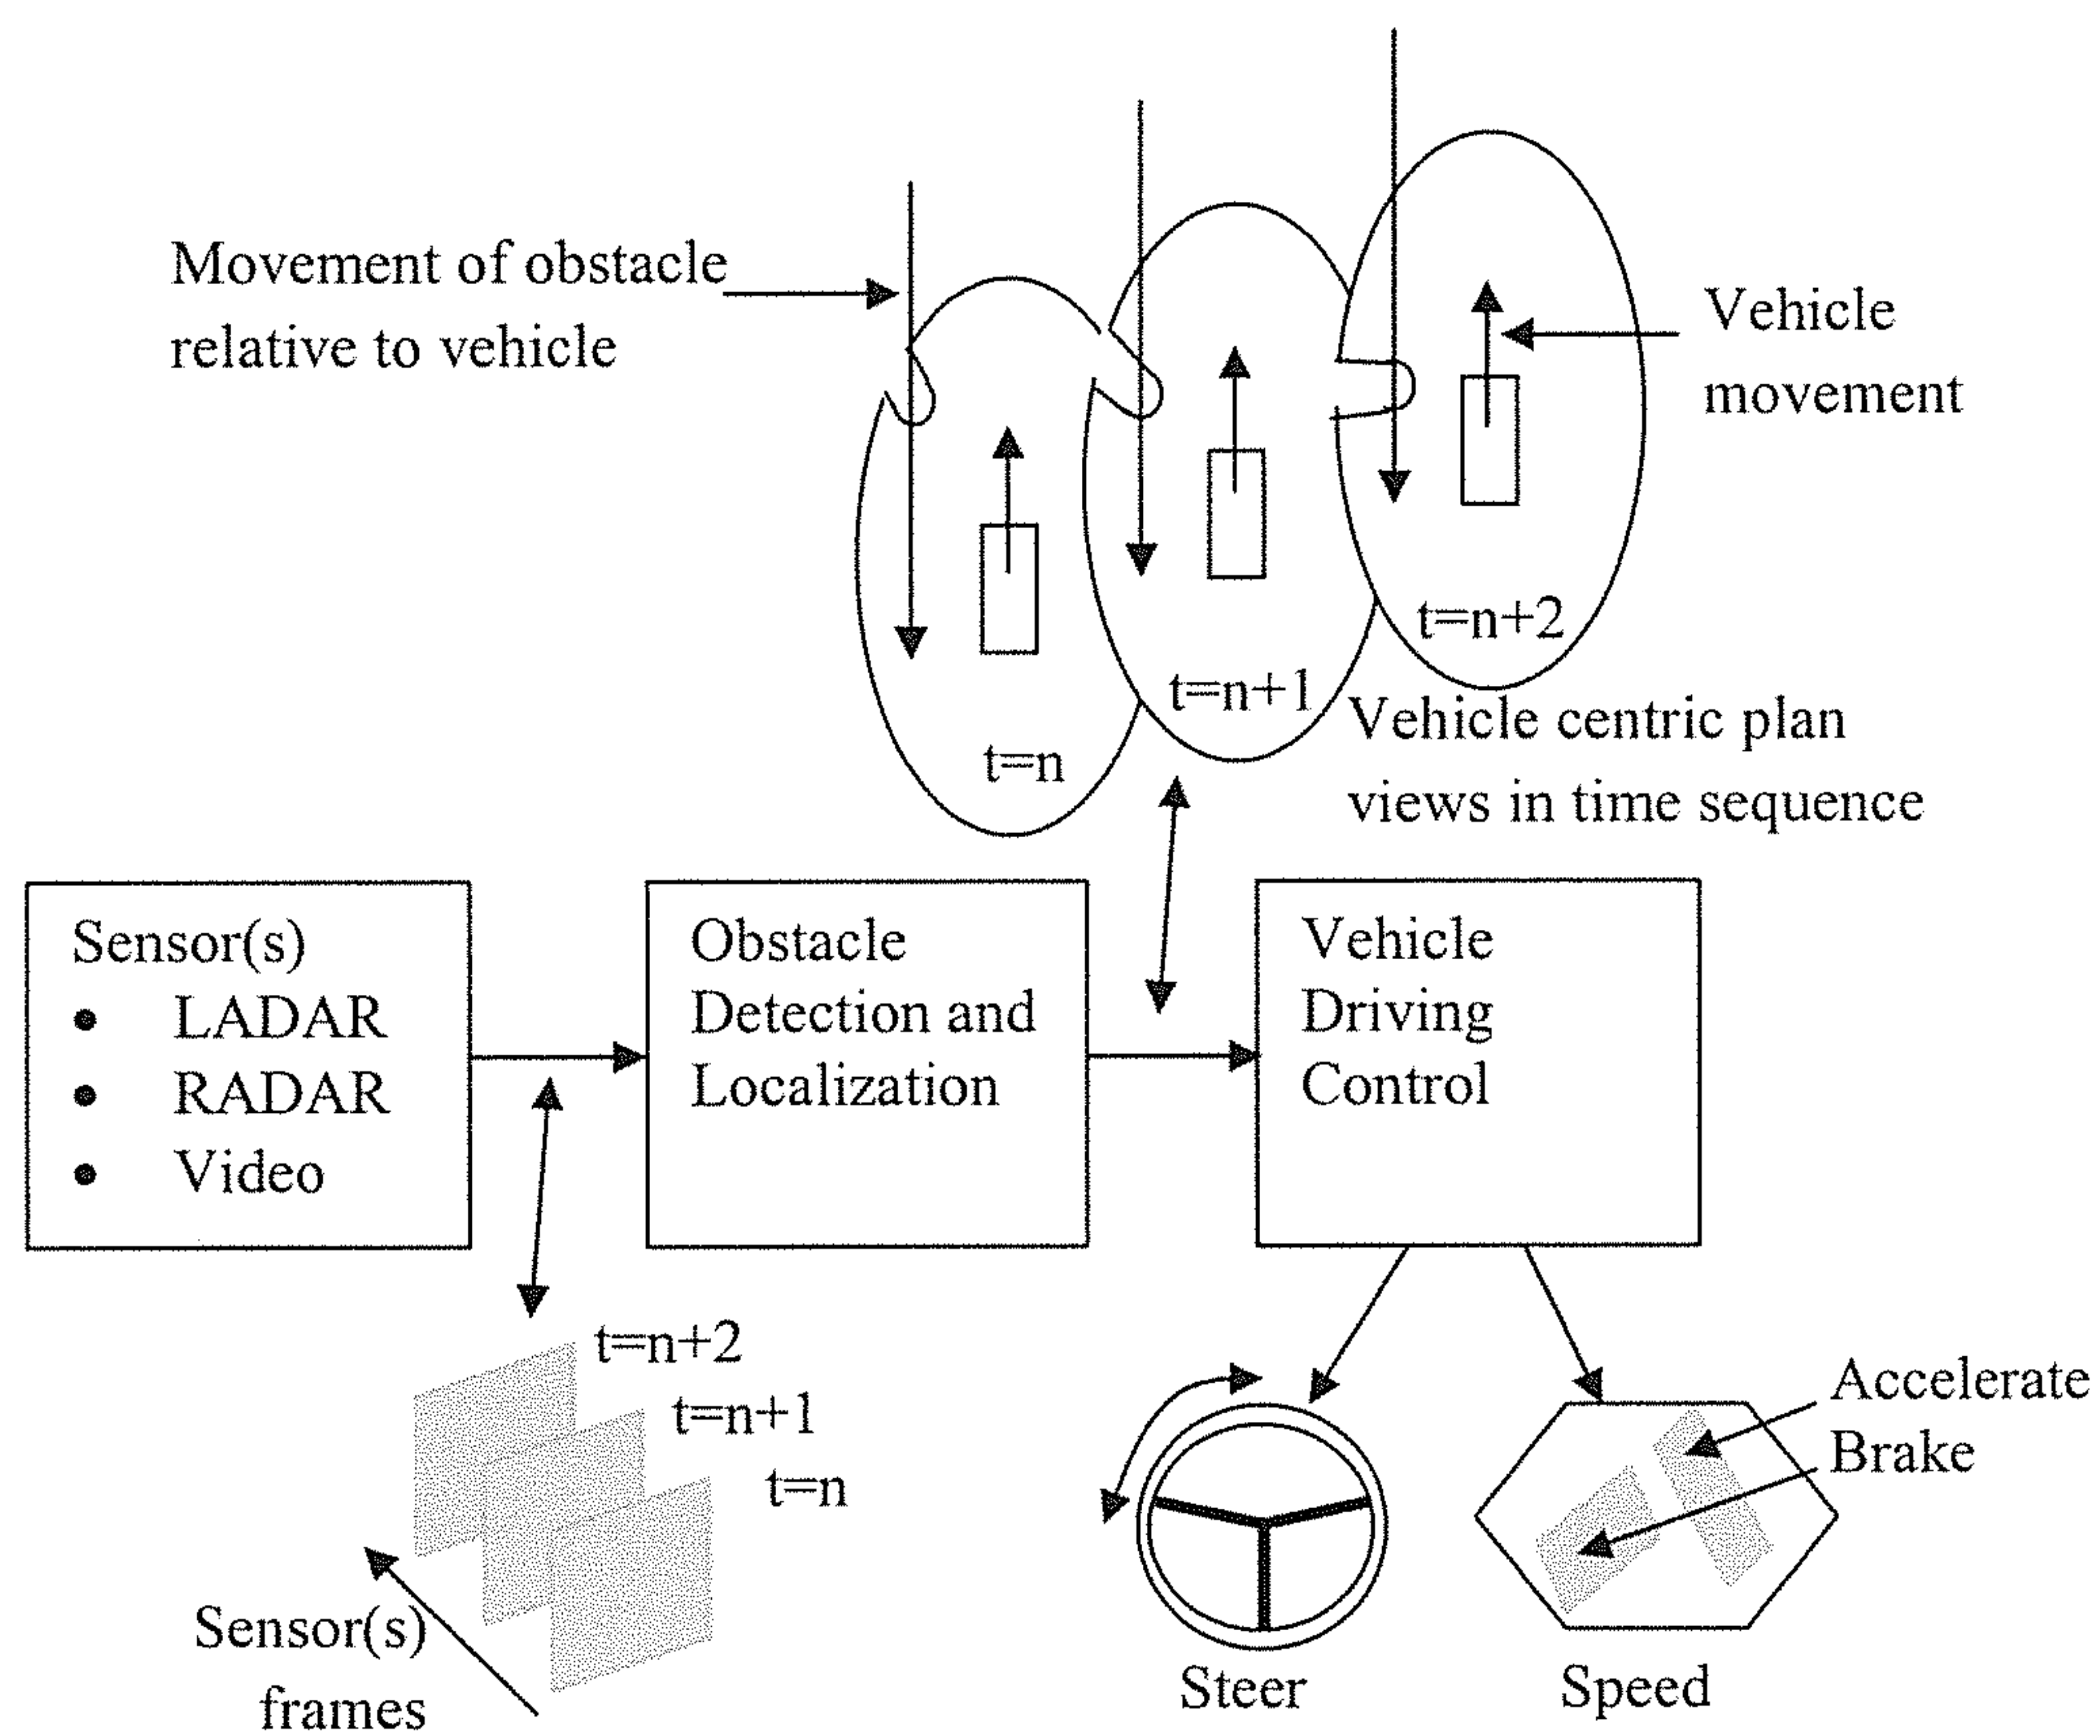 Movement of obstacle
relative to vehicle
Vehicle
movement
t=n+2
t=n+1
t=n
Vehicle centric plan
views in time sequence
Sensor(s)
• LADAR
• RADAR
• Video
Obstacle
Detection and
Localization
Vehicle
Driving
Control
t=n+2
t=n+1
t=n
Sensor(s)
frames
Steer
Accelerate
Brake
Speed